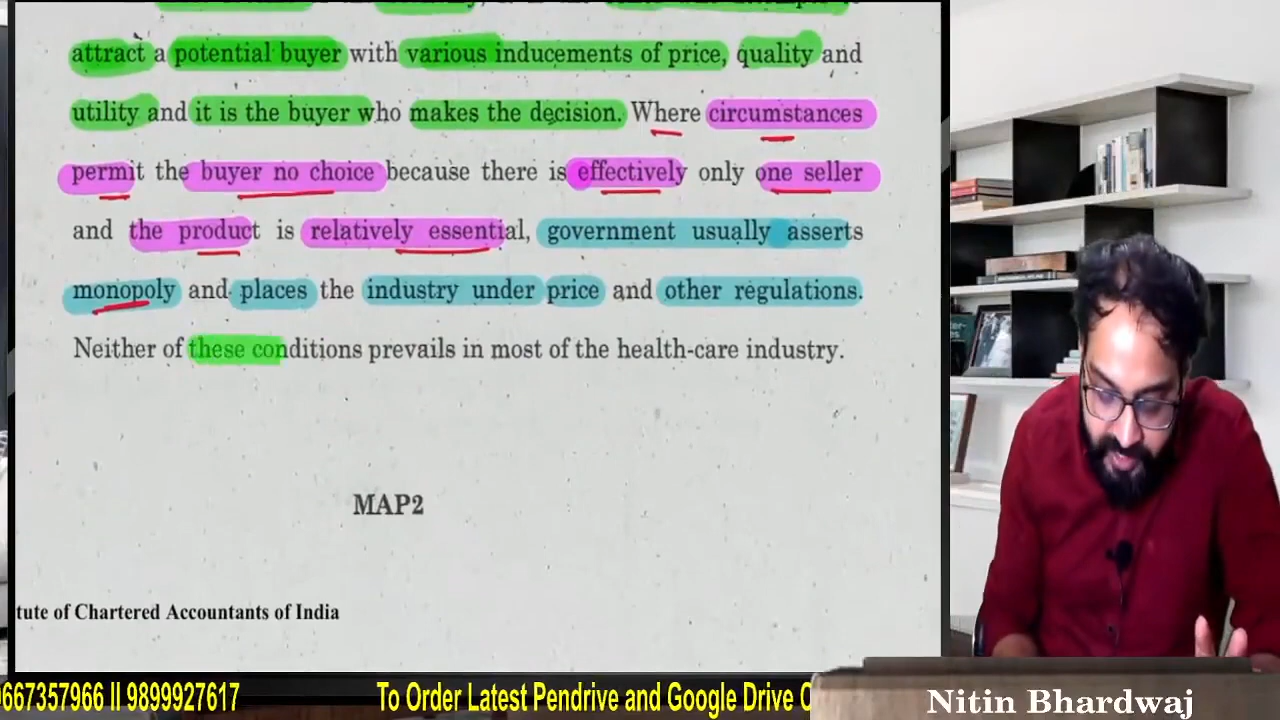 attract a potential buyer with various inducements of price, quality and
utility and it is the buyer who makes the decision. Where circumstances
permit the buyer no choice because there is effectively only one seller
and the product is relatively essential, government usually asserts
monopoly and places the industry under price and other regulations.
Neither of these conditions prevails in most of the health-care industry.
MAP2
tute of Chartered Accountants of India
667357966 II 9899927617
To Order Latest Pendrive and Google Drive
Nitin Bhardwaj